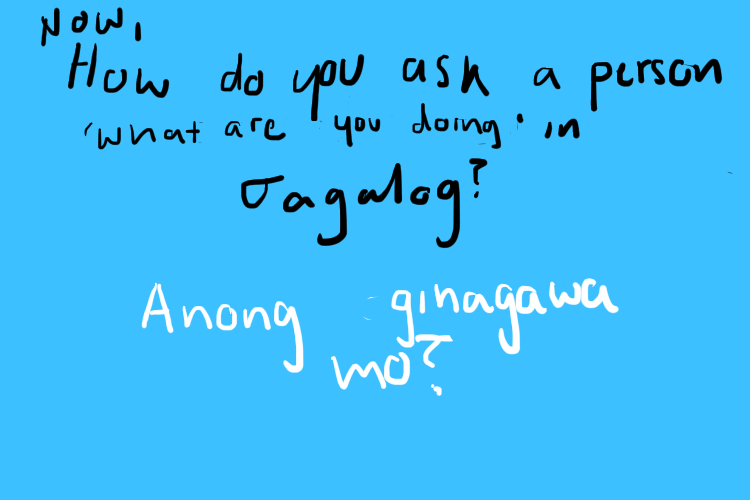 Now,
How do you ask a person
'what are you doing' in
Tagalog?
Anong ginagawa
mo?